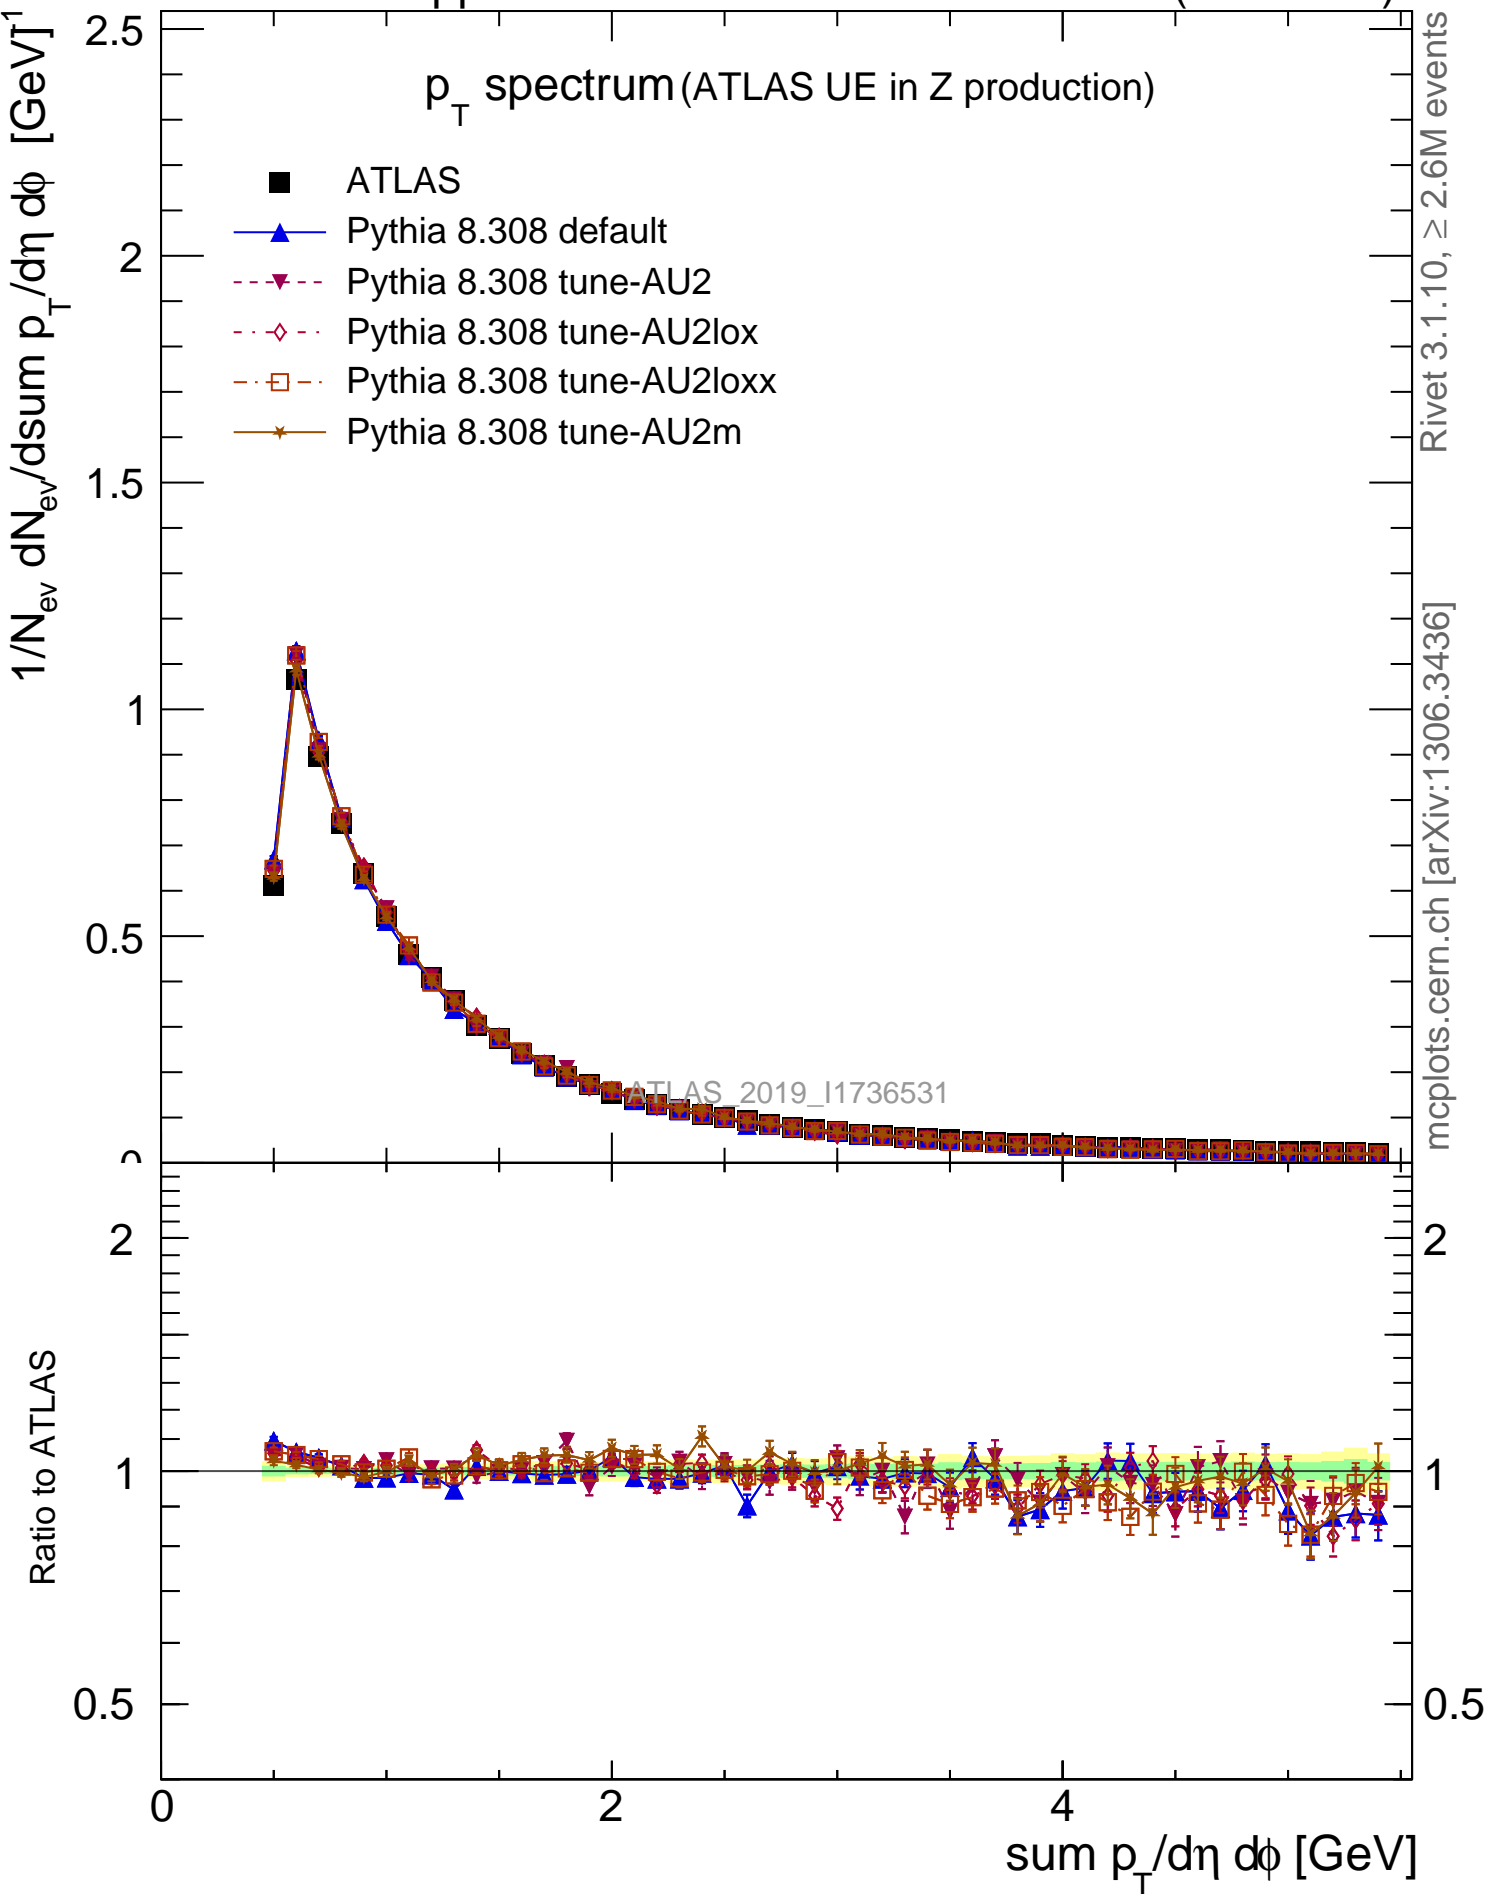 p_T spectrum (ATLAS UE in Z production)
1/N_ev dN_ev/dsum p_T/dη dϕ [GeV]^-1
2.5
2
1.5
1
0.5
ATLAS
Pythia 8.308 default
Pythia 8.308 tune-AU2
Pythia 8.308 tune-AU2lox
Pythia 8.308 tune-AU2loxx
Pythia 8.308 tune-AU2m
ATLAS_2019_I1736531
Rivet 3.1.10, ≥ 2.6M events
mcplots.cern.ch [arXiv:1306.3436]
Ratio to ATLAS
2
1
0.5
2
1
0.5
0 2 4
sum p_T/dη dϕ [GeV]